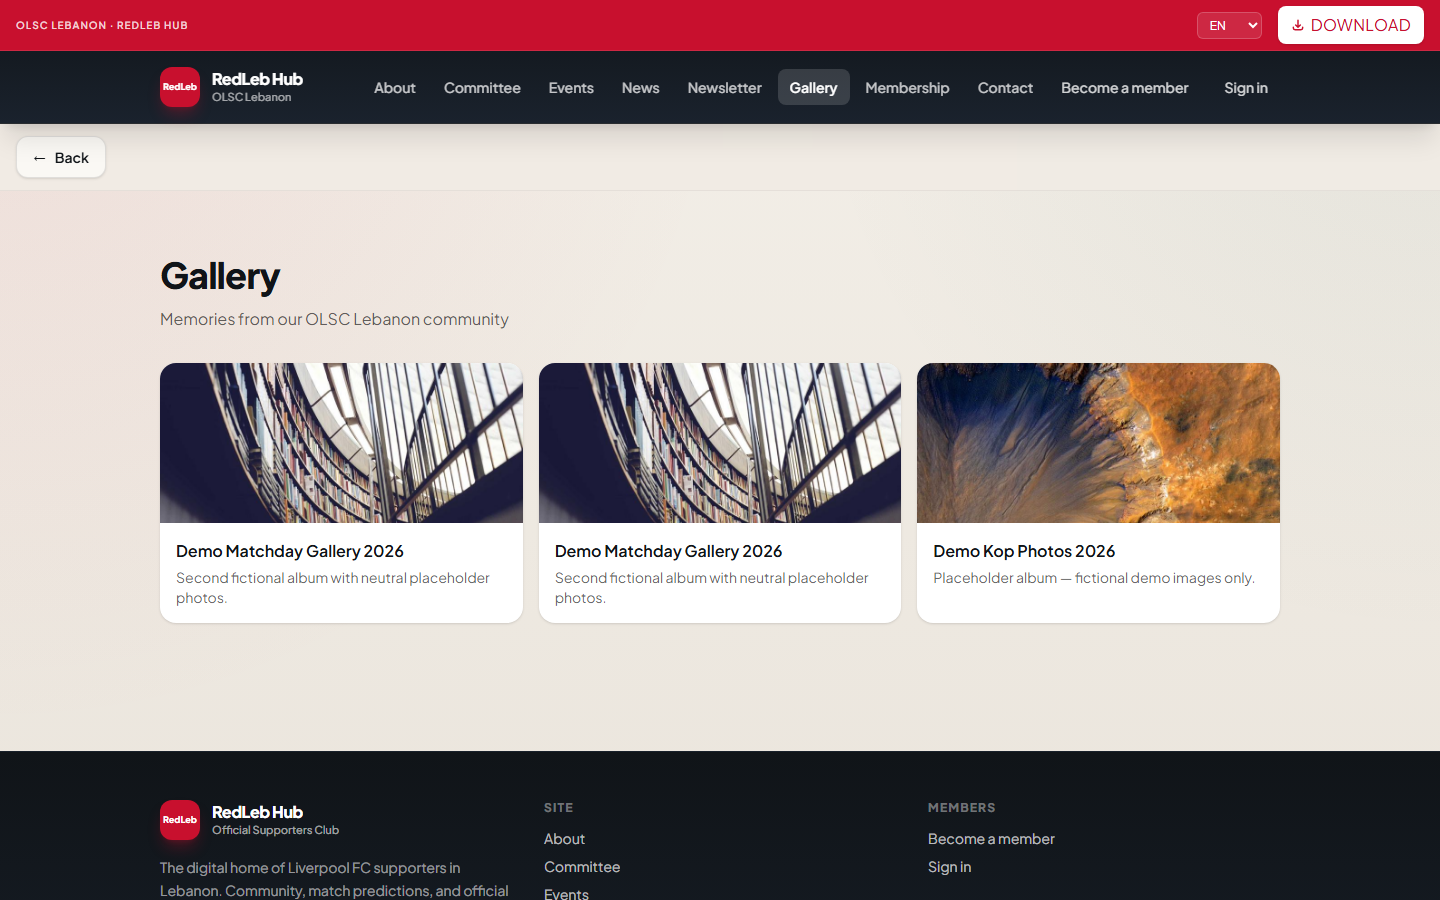 OLSC LEBANON · REDLEB HUB
EN
DOWNLOAD
RedLeb
RedLeb Hub
OLSC Lebanon
About
Committee
Events
News
Newsletter
Gallery
Membership
Contact
Become a member
Sign in
← Back
Gallery
Memories from our OLSC Lebanon community
Demo Matchday Gallery 2026
Second fictional album with neutral placeholder
photos.
Demo Matchday Gallery 2026
Second fictional album with neutral placeholder
photos.
Demo Kop Photos 2026
Placeholder album — fictional demo images only.
RedLeb
RedLeb Hub
Official Supporters Club
The digital home of Liverpool FC supporters in
Lebanon. Community, match predictions, and official
SITE
About
Committee
Events
MEMBERS
Become a member
Sign in